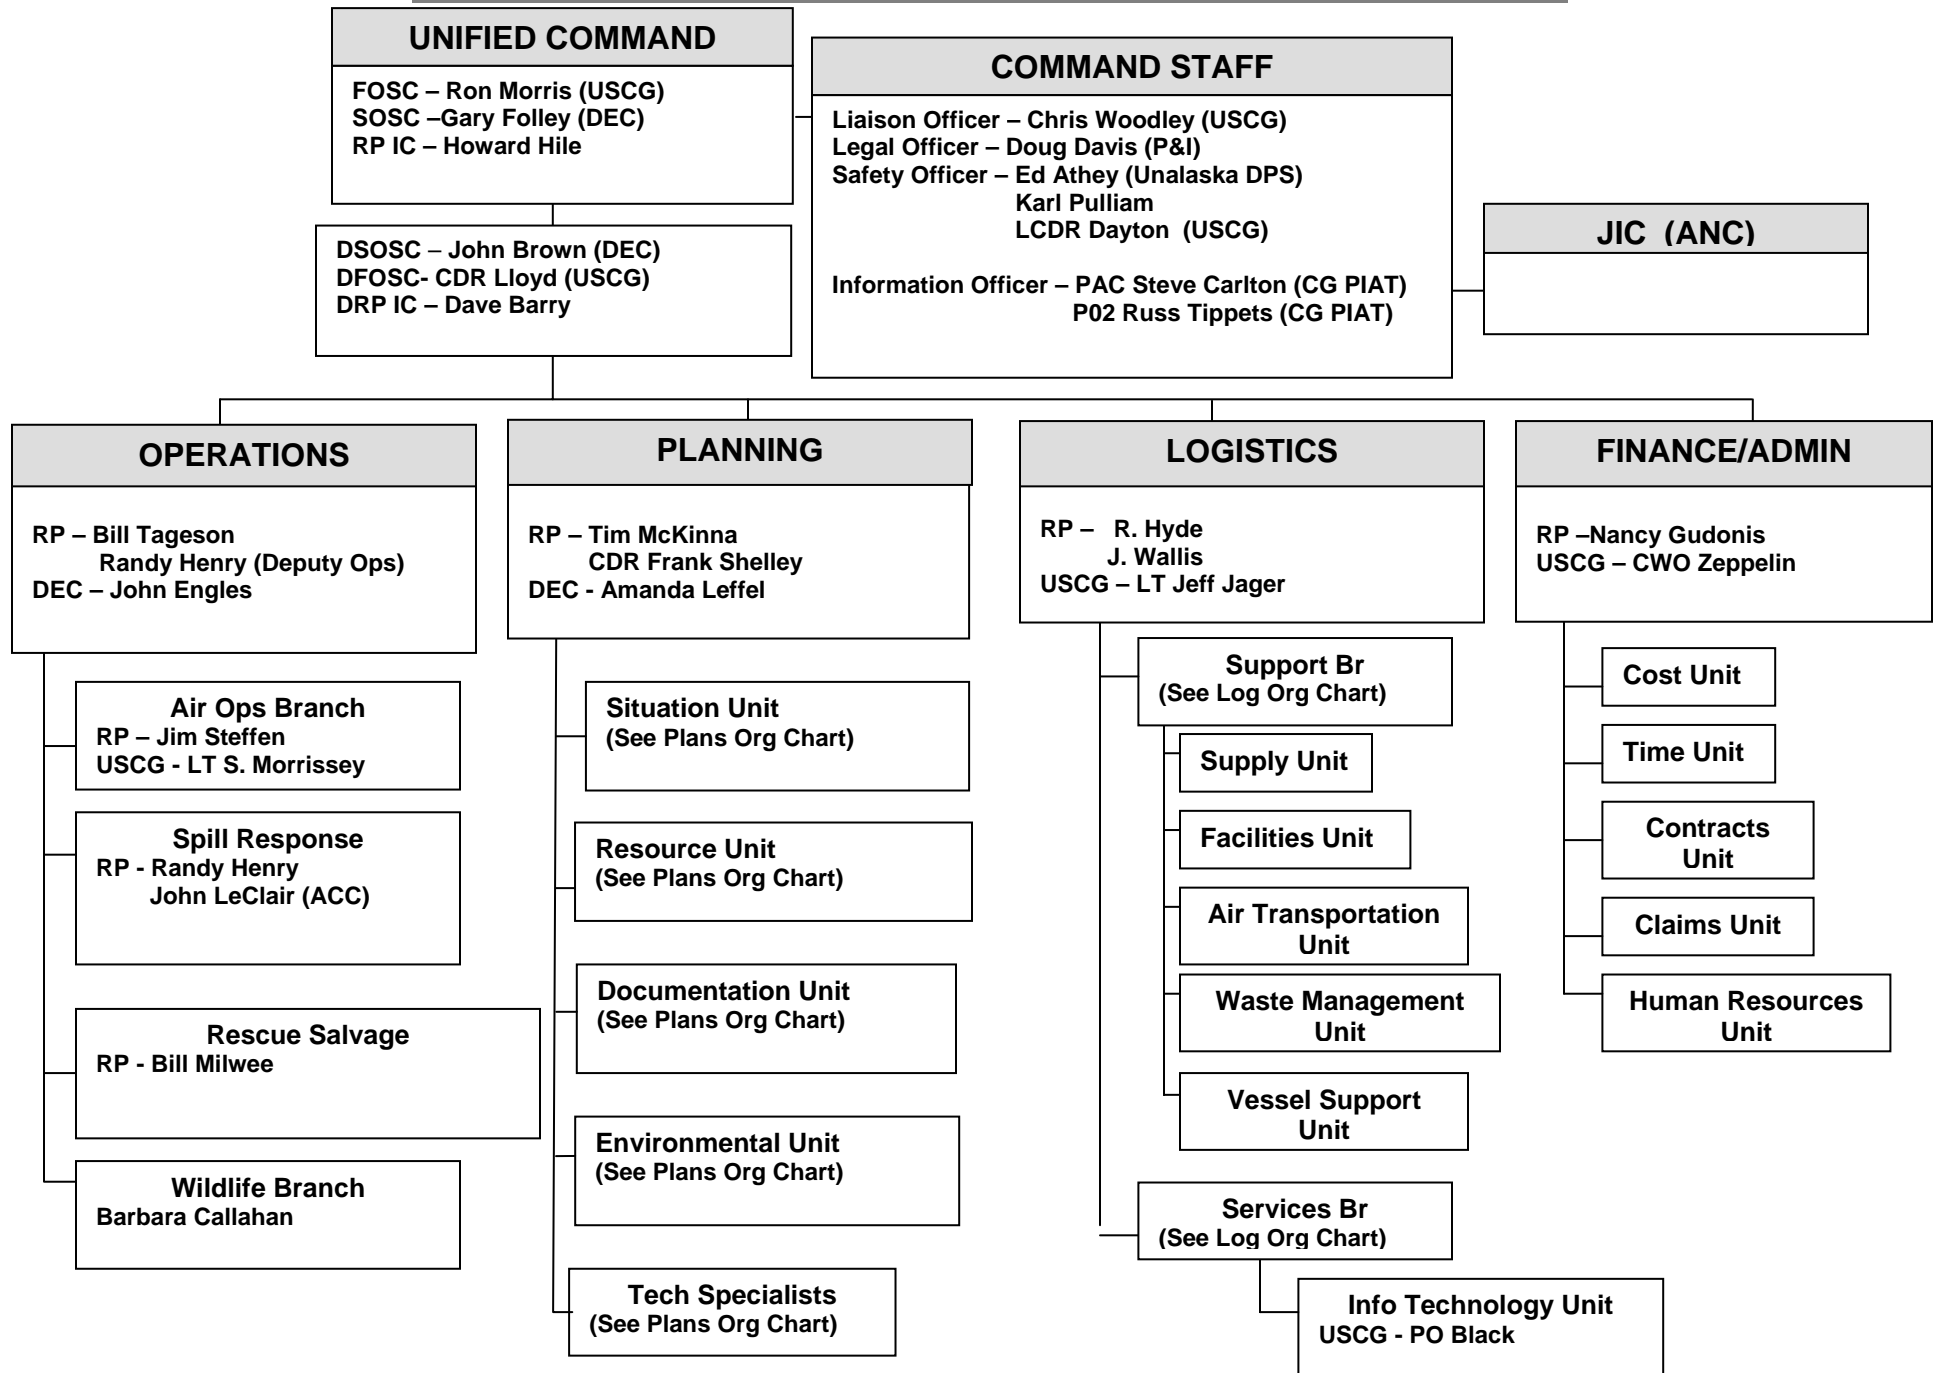 UNIFIED COMMAND
FOSC – Ron Morris (USCG)
SOSC –Gary Folley (DEC)
RP IC – Howard Hile
DSOSC – John Brown (DEC)
DFOSC- CDR Lloyd (USCG)
DRP IC – Dave Barry
COMMAND STAFF
Liaison Officer – Chris Woodley (USCG)
Legal Officer – Doug Davis (P&I)
Safety Officer – Ed Athey (Unalaska DPS)
Karl Pulliam
LCDR Dayton (USCG)
Information Officer – PAC Steve Carlton (CG PIAT)
P02 Russ Tippets (CG PIAT)
JIC (ANC)
OPERATIONS
RP – Bill Tageson
Randy Henry (Deputy Ops)
DEC – John Engles
Air Ops Branch
RP – Jim Steffen
USCG - LT S. Morrissey
Spill Response
RP - Randy Henry
John LeClair (ACC)
Rescue Salvage
RP - Bill Milwee
Wildlife Branch
Barbara Callahan
PLANNING
RP – Tim McKinna
CDR Frank Shelley
DEC - Amanda Leffel
Situation Unit
(See Plans Org Chart)
Resource Unit
(See Plans Org Chart)
Documentation Unit
(See Plans Org Chart)
Environmental Unit
(See Plans Org Chart)
Tech Specialists
(See Plans Org Chart)
LOGISTICS
RP – R. Hyde
J. Wallis
USCG – LT Jeff Jager
Support Br
(See Log Org Chart)
Supply Unit
Facilities Unit
Air Transportation
Unit
Waste Management
Unit
Vessel Support
Unit
Services Br
(See Log Org Chart)
Info Technology Unit
USCG - PO Black
FINANCE/ADMIN
RP –Nancy Gudonis
USCG – CWO Zeppelin
Cost Unit
Time Unit
Contracts
Unit
Claims Unit
Human Resources
Unit